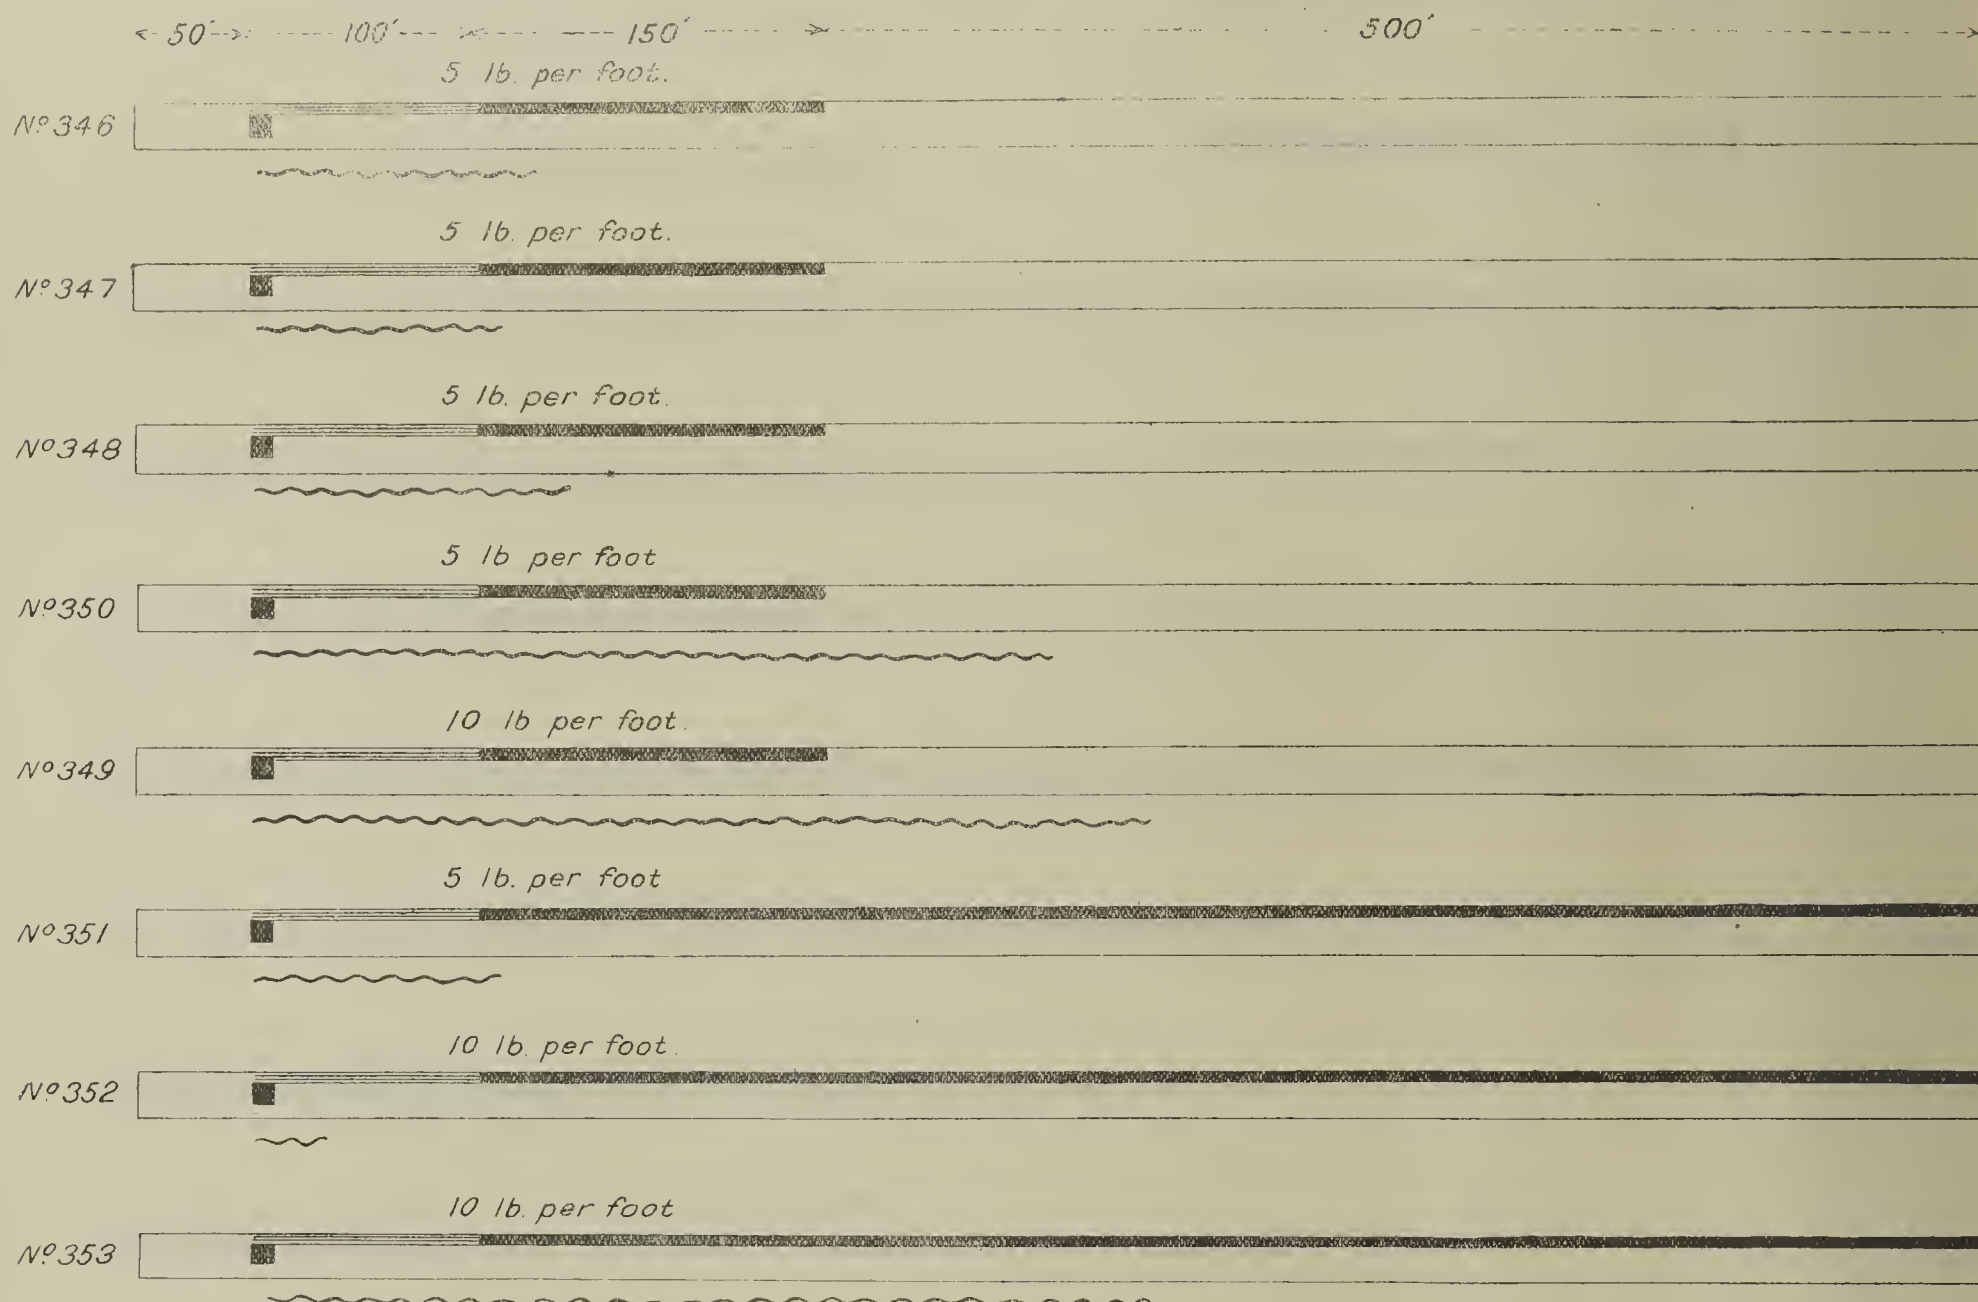 50' 100' 150' 500'
5 lb. per foot.
Nº 346
5 lb. per foot.
Nº 347
5 lb. per foot.
Nº 348
5 lb per foot
Nº 350
10 lb per foot.
Nº 349
5 lb. per foot
Nº 351
10 lb. per foot.
Nº 352
10 lb. per foot
Nº 353